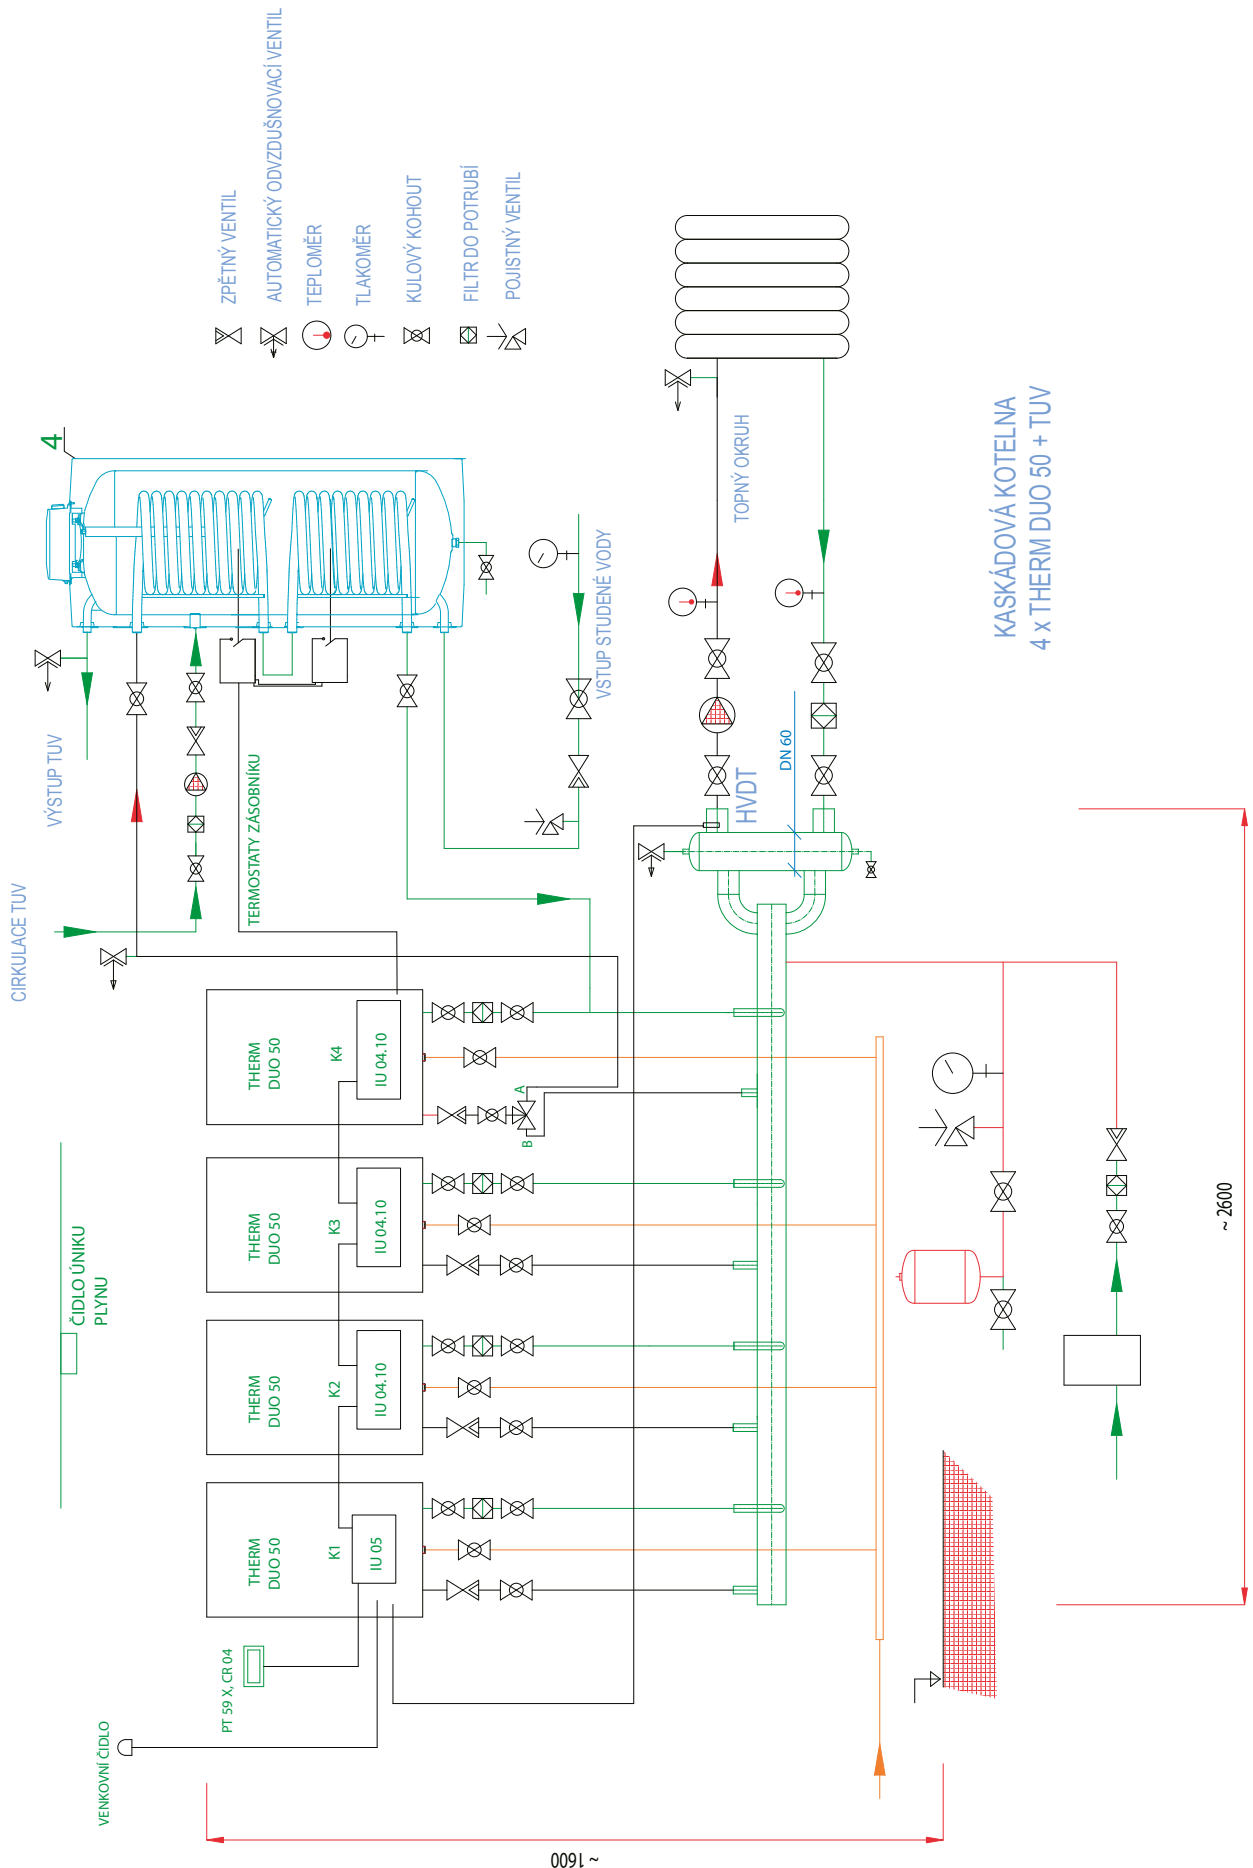 ČIDLO ÚNIKU
PLYNU
CIRKULACE TUV
VÝSTUP TUV
4
ZPĚTNÝ VENTIL
AUTOMATICKÝ ODVZDUŠNOVACÍ VENTIL
TEPLOMĚR
TLAKOMĚR
KULOVÝ KOHOUT
FILTR DO POTRUBÍ
POJISTNÝ VENTIL
VENKOVNÍ ČIDLO
PT 59 X, CR 04
THERM
DUO 50
K1
IU 05
THERM
DUO 50
K2
IU 04.10
THERM
DUO 50
K3
IU 04.10
THERM
DUO 50
K4
IU 04.10
TERMOSTATY ZÁSOBNÍKU
B
A
VSTUP STUDENÉ VODY
HVDT
DN 60
TOPNÝ OKRUH
~ 1600
~ 2600
KASKÁDOVÁ KOTELNA
4 x THERM DUO 50 + TUV